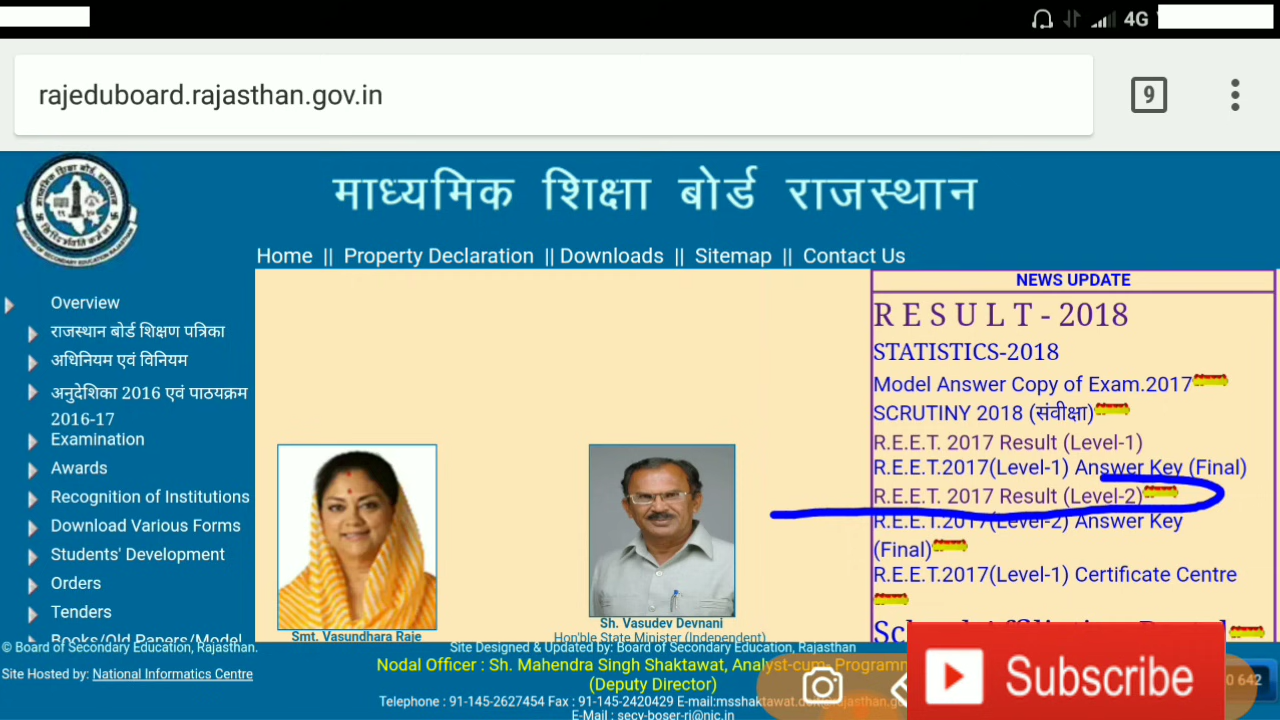 4G
rajeduboard.rajasthan.gov.in
9
माध्यमिक शिक्षा बोर्ड राजस्थान
Home || Property Declaration || Downloads || Sitemap || Contact Us
Overview
राजस्थान बोर्ड शिक्षण पत्रिका
अधिनियम एवं विनियम
अनुदेशिका 2016 एवं पाठयक्रम
2016-17
Examination
Awards
Recognition of Institutions
Download Various Forms
Students' Development
Orders
Tenders
Books/Old Papers/Model
Smt. Vasundhara Raje
Sh. Vasudev Devnani
Hon'ble State Minister (Independent)
NEWS UPDATE
R E S U L T - 2018
STATISTICS-2018
Model Answer Copy of Exam.2017
SCRUTINY 2018 (संवीक्षा)
R.E.E.T. 2017 Result (Level-1)
R.E.E.T.2017(Level-1) Answer Key (Final)
R.E.E.T. 2017 Result (Level-2)
R.E.E.T.2017(Level-2) Answer Key
(Final)
R.E.E.T.2017(Level-1) Certificate Centre
© Board of Secondary Education, Rajasthan.
Site Designed & Updated by: Board of Secondary Education, Rajasthan
Site Hosted by: National Informatics Centre
Nodal Officer : Sh. Mahendra Singh Shaktawat, Analyst-cum-Programm
(Deputy Director)
Telephone : 91-145-2627454 Fax : 91-145-2420429
E-Mail : secy-boser-rj@nic.in
Subscribe
0 642